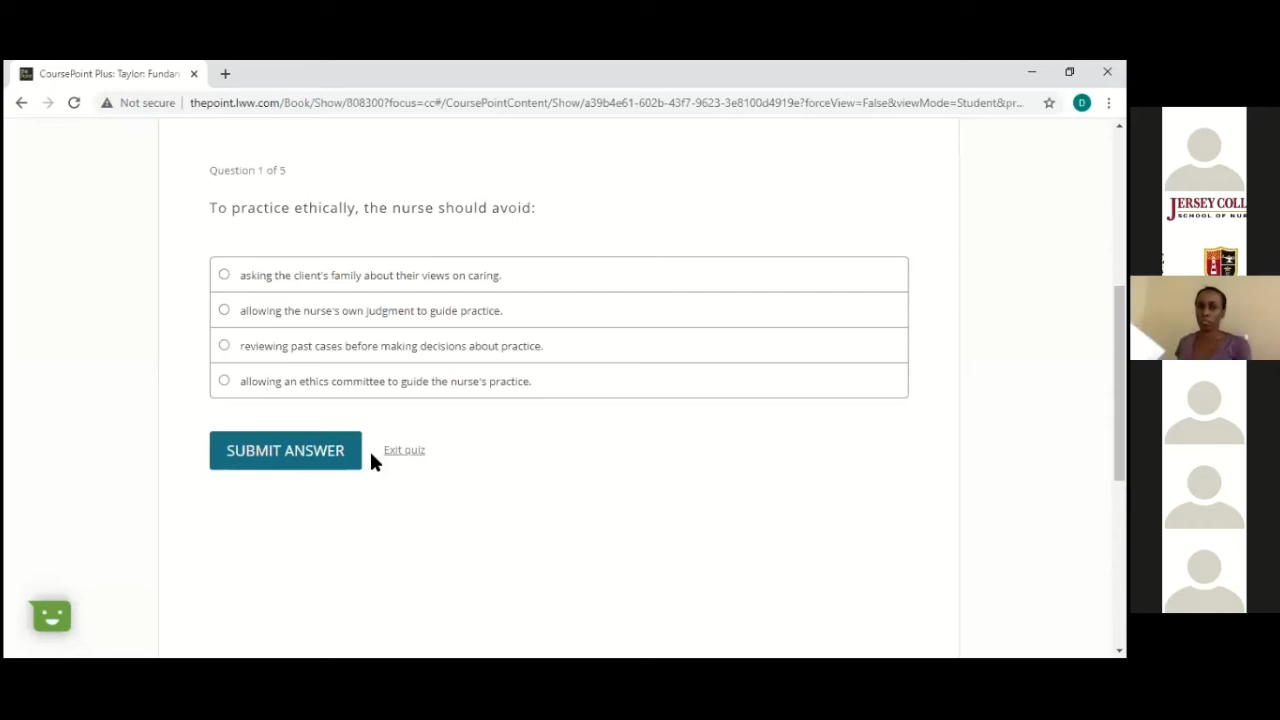 CoursePoint Plus: Taylor: Fundan
Not secure
thepoint.lww.com/Book/Show/808300?focus=cc#/CoursePointContent/Show/a39b4e61-602b-43f7-9623-3e8100d4919e?forceView=False&viewMode=Student&pr...
D
Question 1 of 5
To practice ethically, the nurse should avoid:
asking the client's family about their views on caring.
allowing the nurse's own judgment to guide practice.
reviewing past cases before making decisions about practice.
allowing an ethics committee to guide the nurse's practice.
SUBMIT ANSWER
Exit quiz
JERSEY COLL
SCHOOL OF NUR